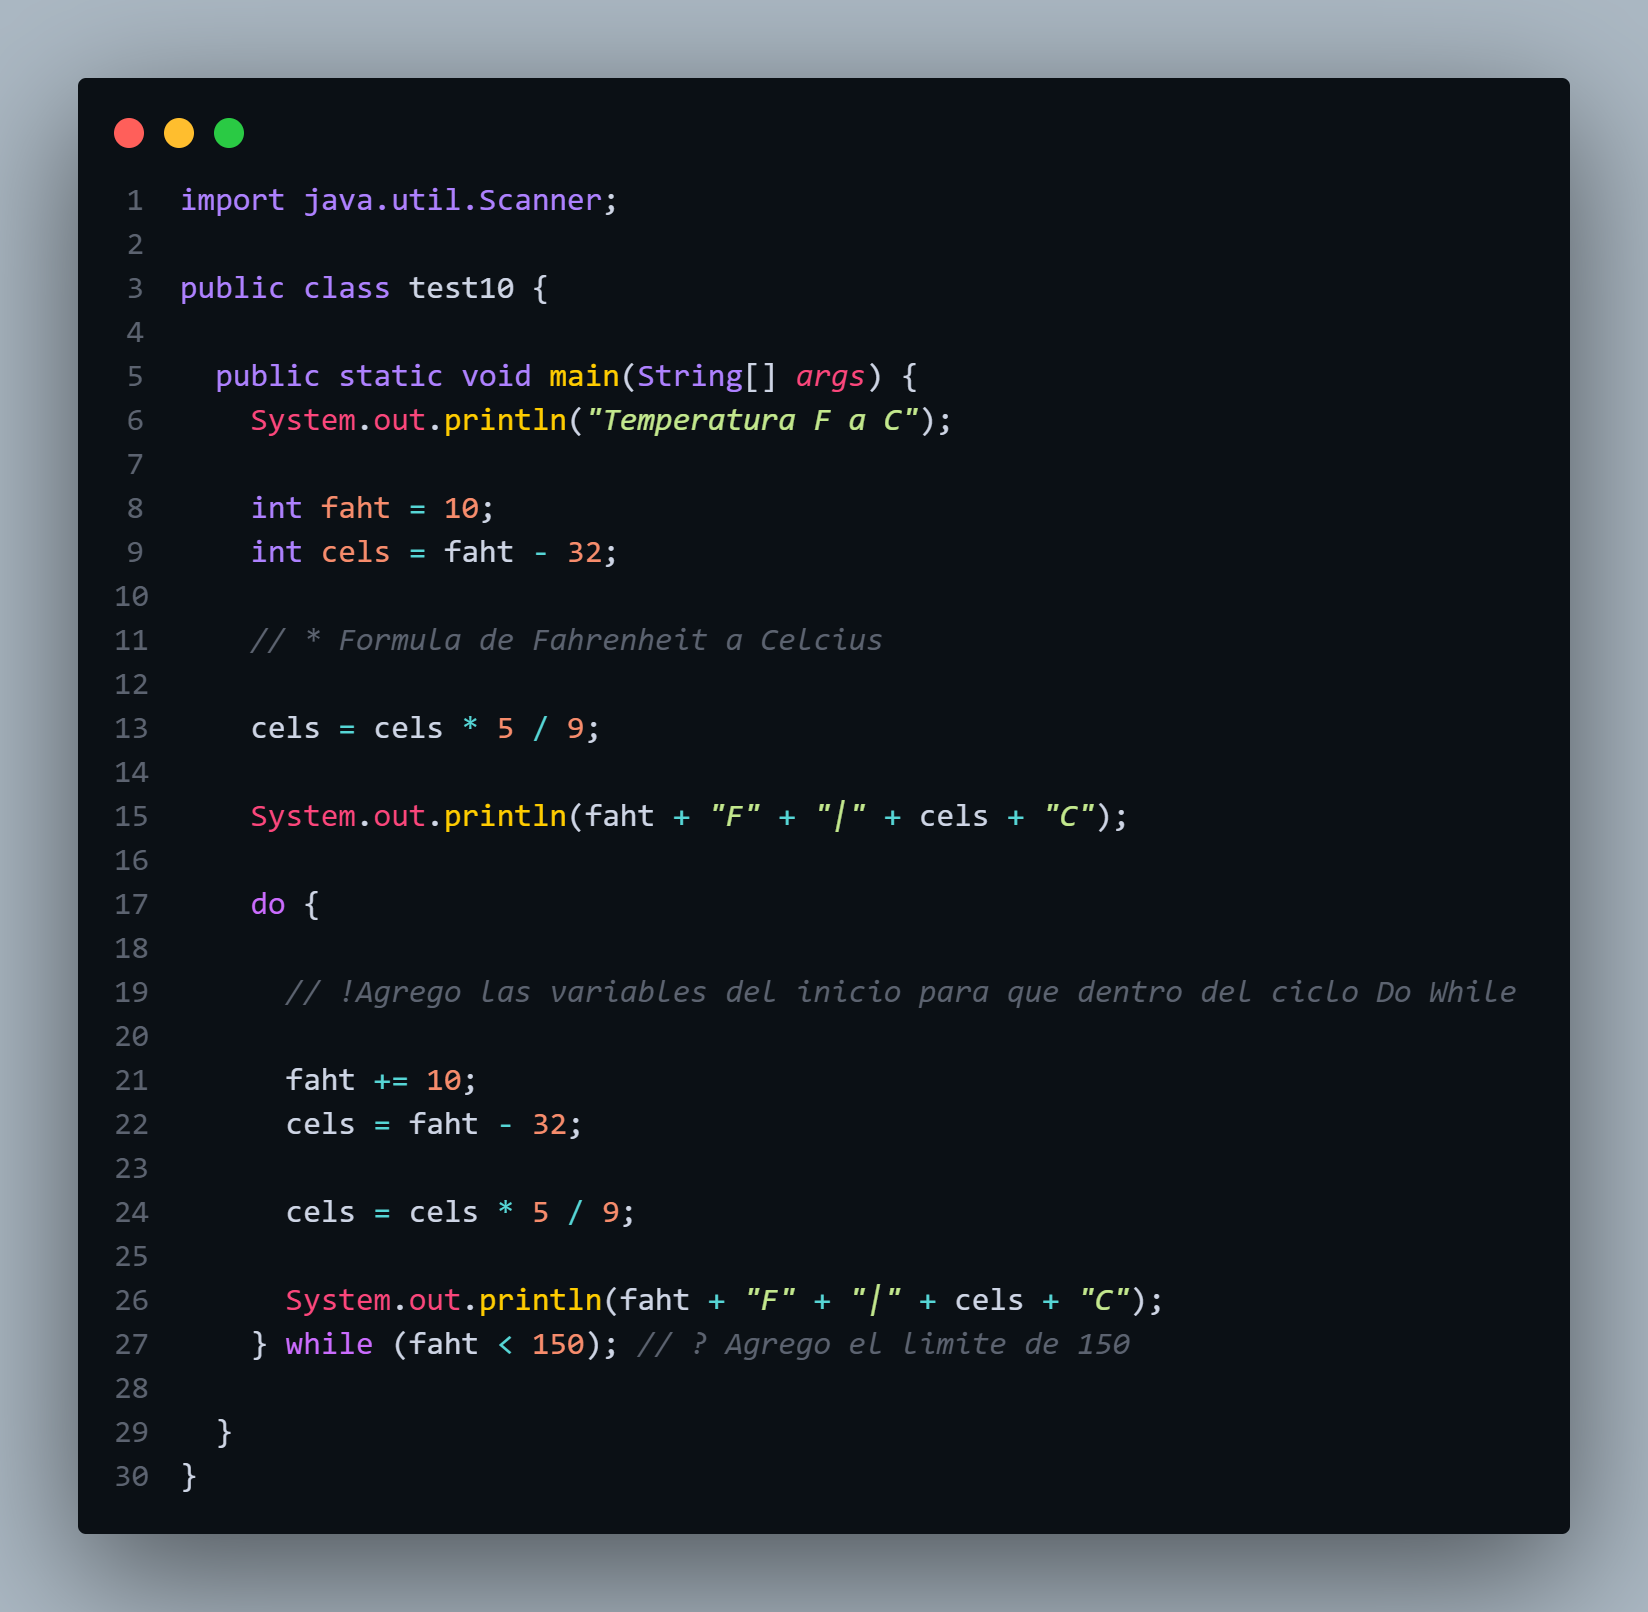 1 import java.util.Scanner;
2
3 public class test10 {
4
5   public static void main(String[] args) {
6     System.out.println("Temperatura F a C");
7
8     int faht = 10;
9     int cels = faht - 32;
10
11     // * Formula de Fahrenheit a Celcius
12
13     cels = cels * 5 / 9;
14
15     System.out.println(faht + "F" + "|" + cels + "C");
16
17     do {
18
19       // !Agrego las variables del inicio para que dentro del ciclo Do While
20
21       faht += 10;
22       cels = faht - 32;
23
24       cels = cels * 5 / 9;
25
26       System.out.println(faht + "F" + "|" + cels + "C");
27     } while (faht < 150); // ? Agrego el limite de 150
28
29   }
30 }